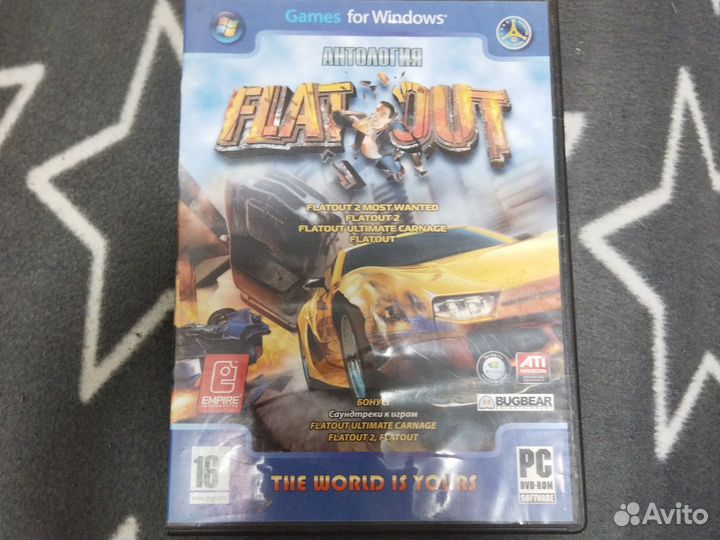 Games for Windows®
АНТОЛОГИЯ
FLAT OUT
FLATOUT 2 MOST WANTED
FLATOUT 2
FLATOUT ULTIMATE CARNAGE
FLATOUT
EMPIRE
INTERACTIVE
БОНУС:
Саундтреки к играм
FLATOUT ULTIMATE CARNAGE
FLATOUT 2, FLATOUT
ATI
RADEON
BUGBEAR
16
THE WORLD IS YOURS
PC
DVD-ROM
SOFTWARE
Avito